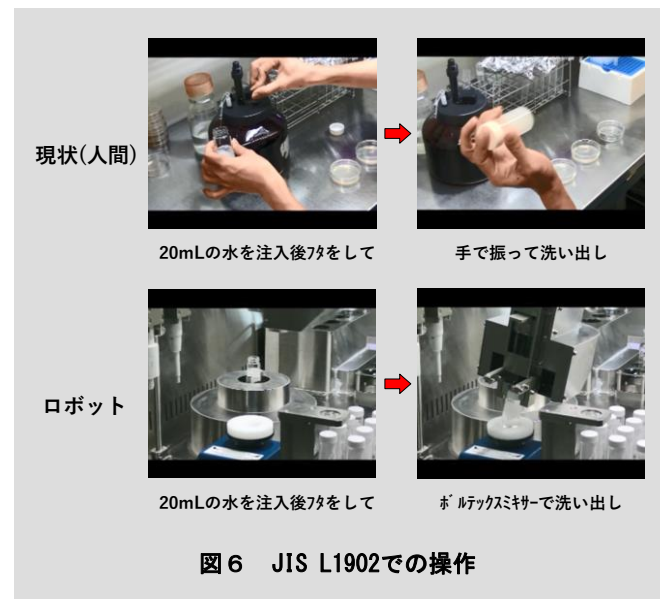 現状(人間)
20mLの水を注入後ﾌﾀをして
手で振って洗い出し
ロボット
20mLの水を注入後ﾌﾀをして
ﾎﾞﾙﾃｯｸｽﾐｷｻｰで洗い出し
図６　JIS L1902での操作